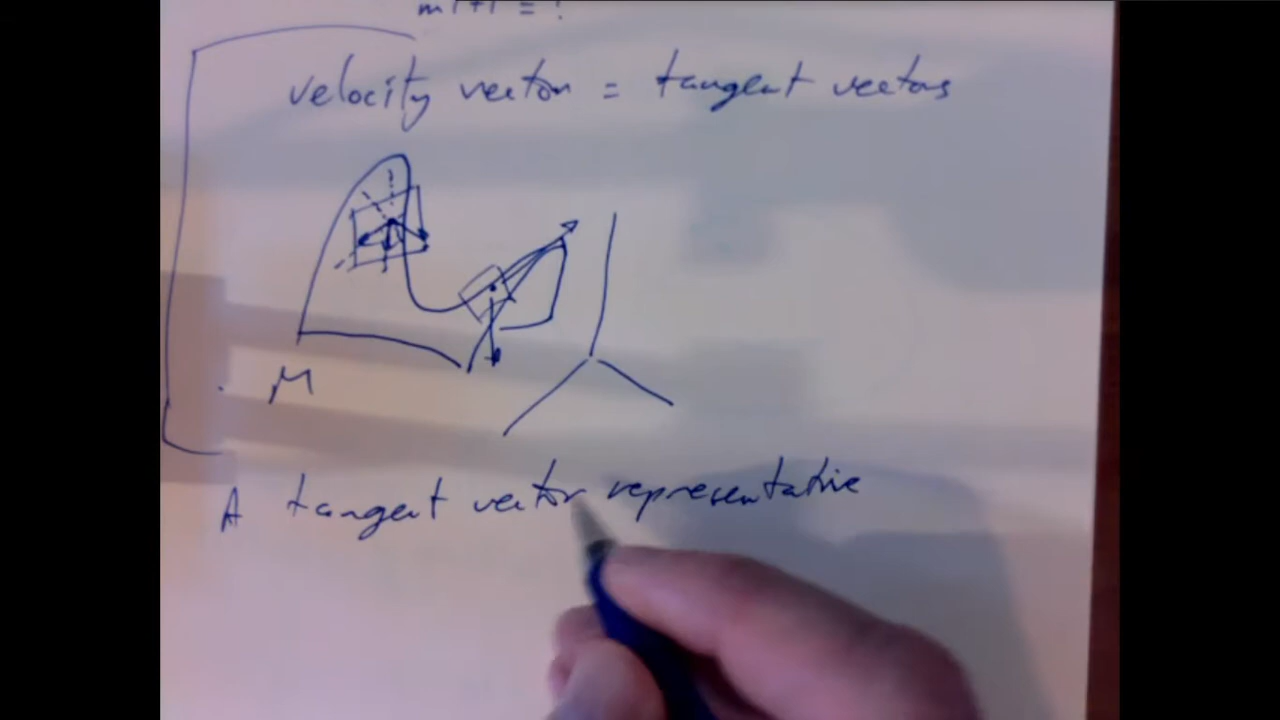 velocity vector = tangent vectors
M
A tangent vector representative